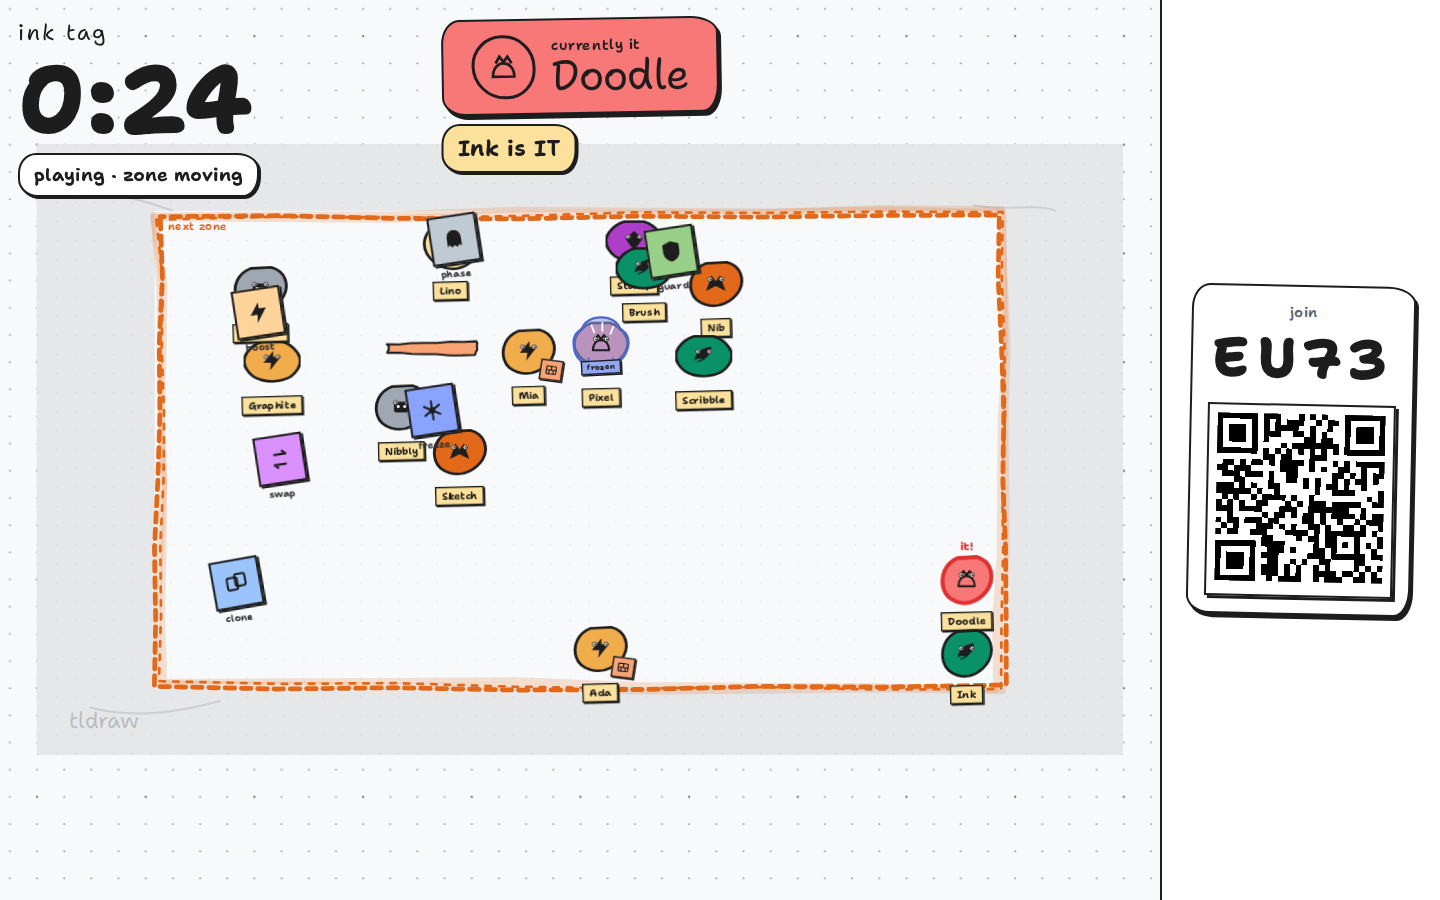 ink tag
0:24
playing · zone moving
currently it
Doodle
Ink is IT
next zone
phase
Lino
guard
Brush
Nib
boost
Graphite
Mia
frozen
Pixel
Scribble
Nibbly
freeze
Sketch
swap
clone
it!
Doodle
Ada
Ink
tldraw
join
EU73